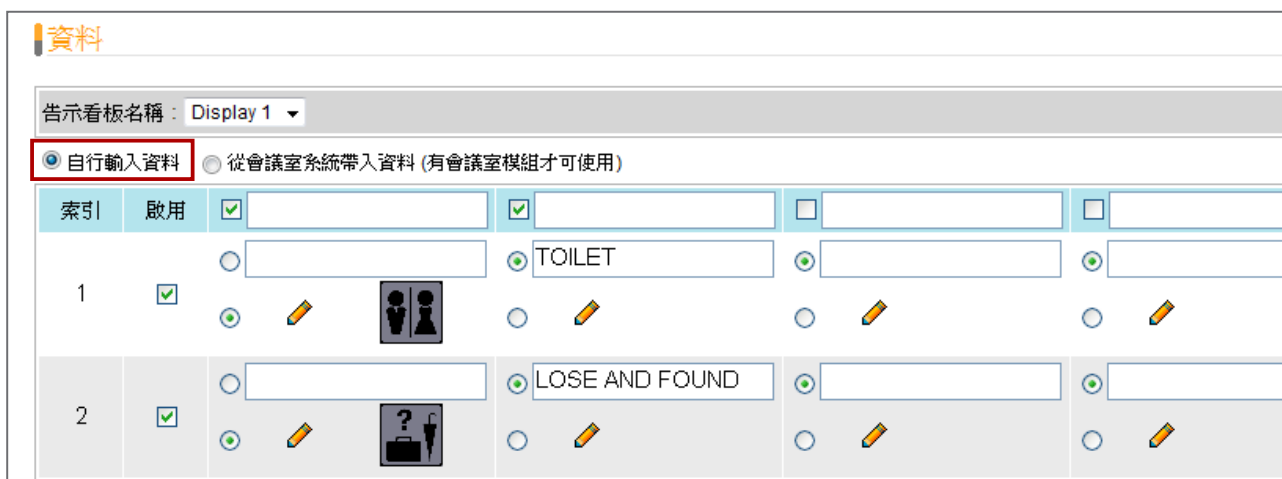 資料
告示看板名稱： Display 1
自行輸入資料 從會議室系統帶入資料 (有會議室模組才可使用)
索引 啟用
TOILET
1
LOSE AND FOUND
2